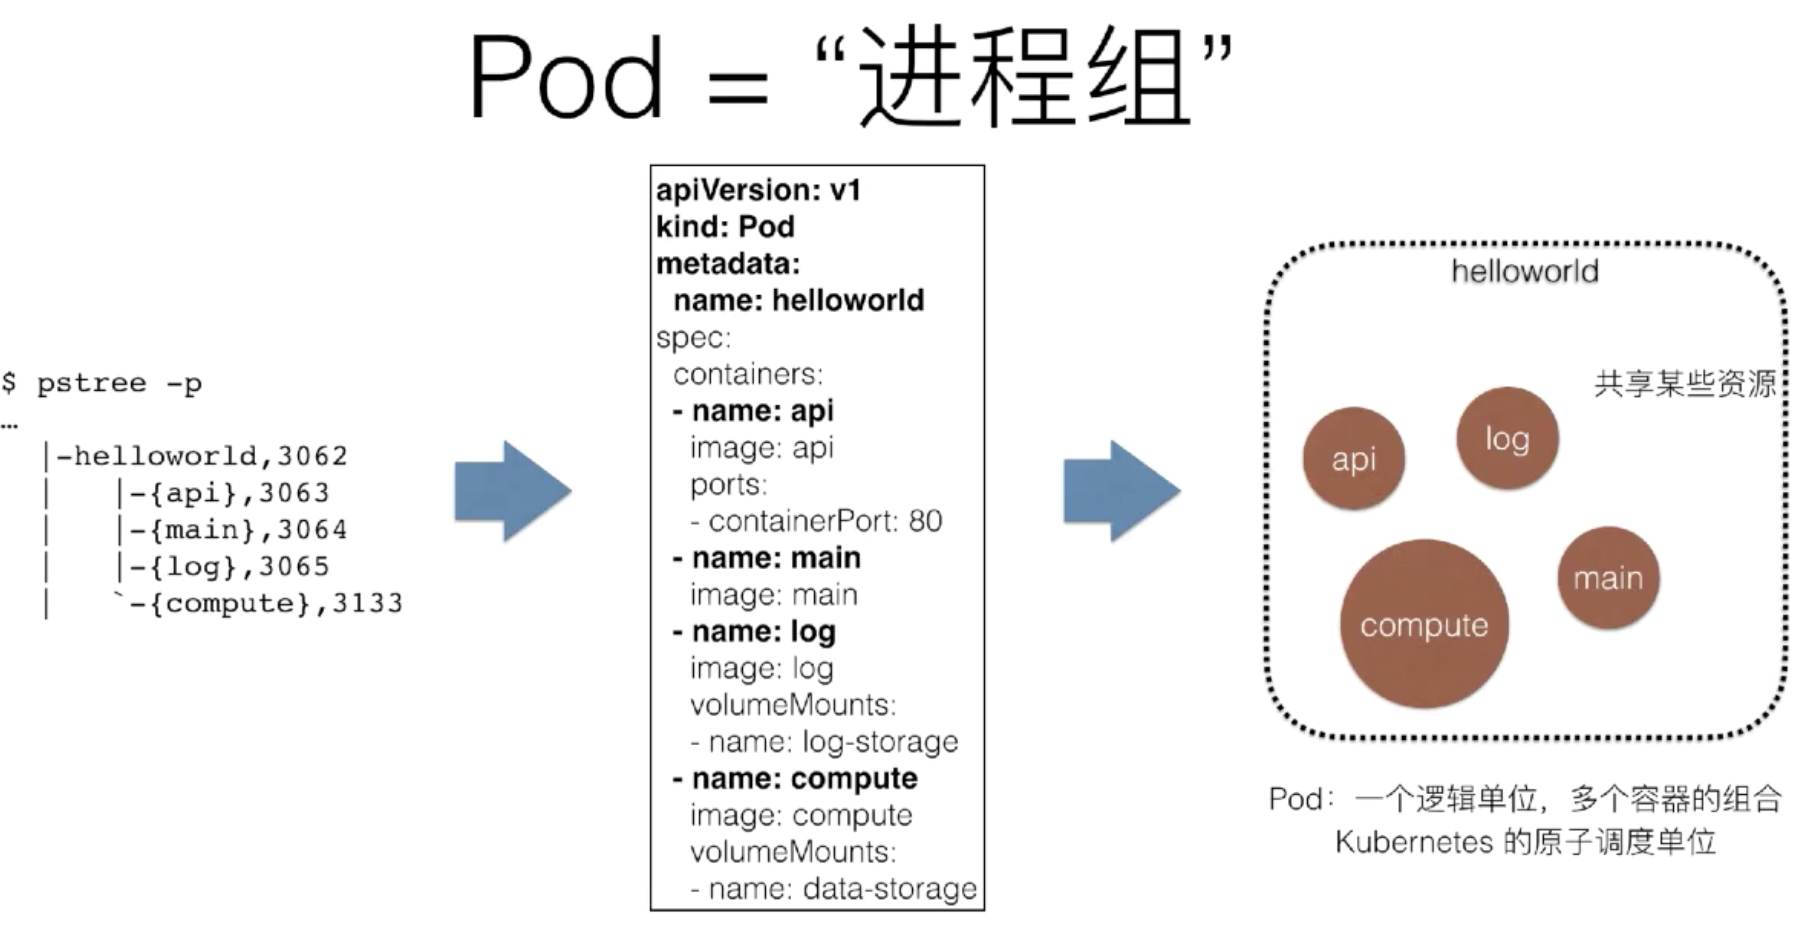 Pod = “进程组”
$ pstree -p
…
|-helloworld,3062
|   |-{api},3063
|   |-{main},3064
|   |-{log},3065
|   `-{compute},3133
apiVersion: v1
kind: Pod
metadata:
  name: helloworld
spec:
  containers:
  - name: api
    image: api
    ports:
    - containerPort: 80
  - name: main
    image: main
  - name: log
    image: log
    volumeMounts:
    - name: log-storage
  - name: compute
    image: compute
    volumeMounts:
    - name: data-storage
helloworld
共享某些资源
api
log
compute
main
Pod：一个逻辑单位，多个容器的组合
Kubernetes 的原子调度单位